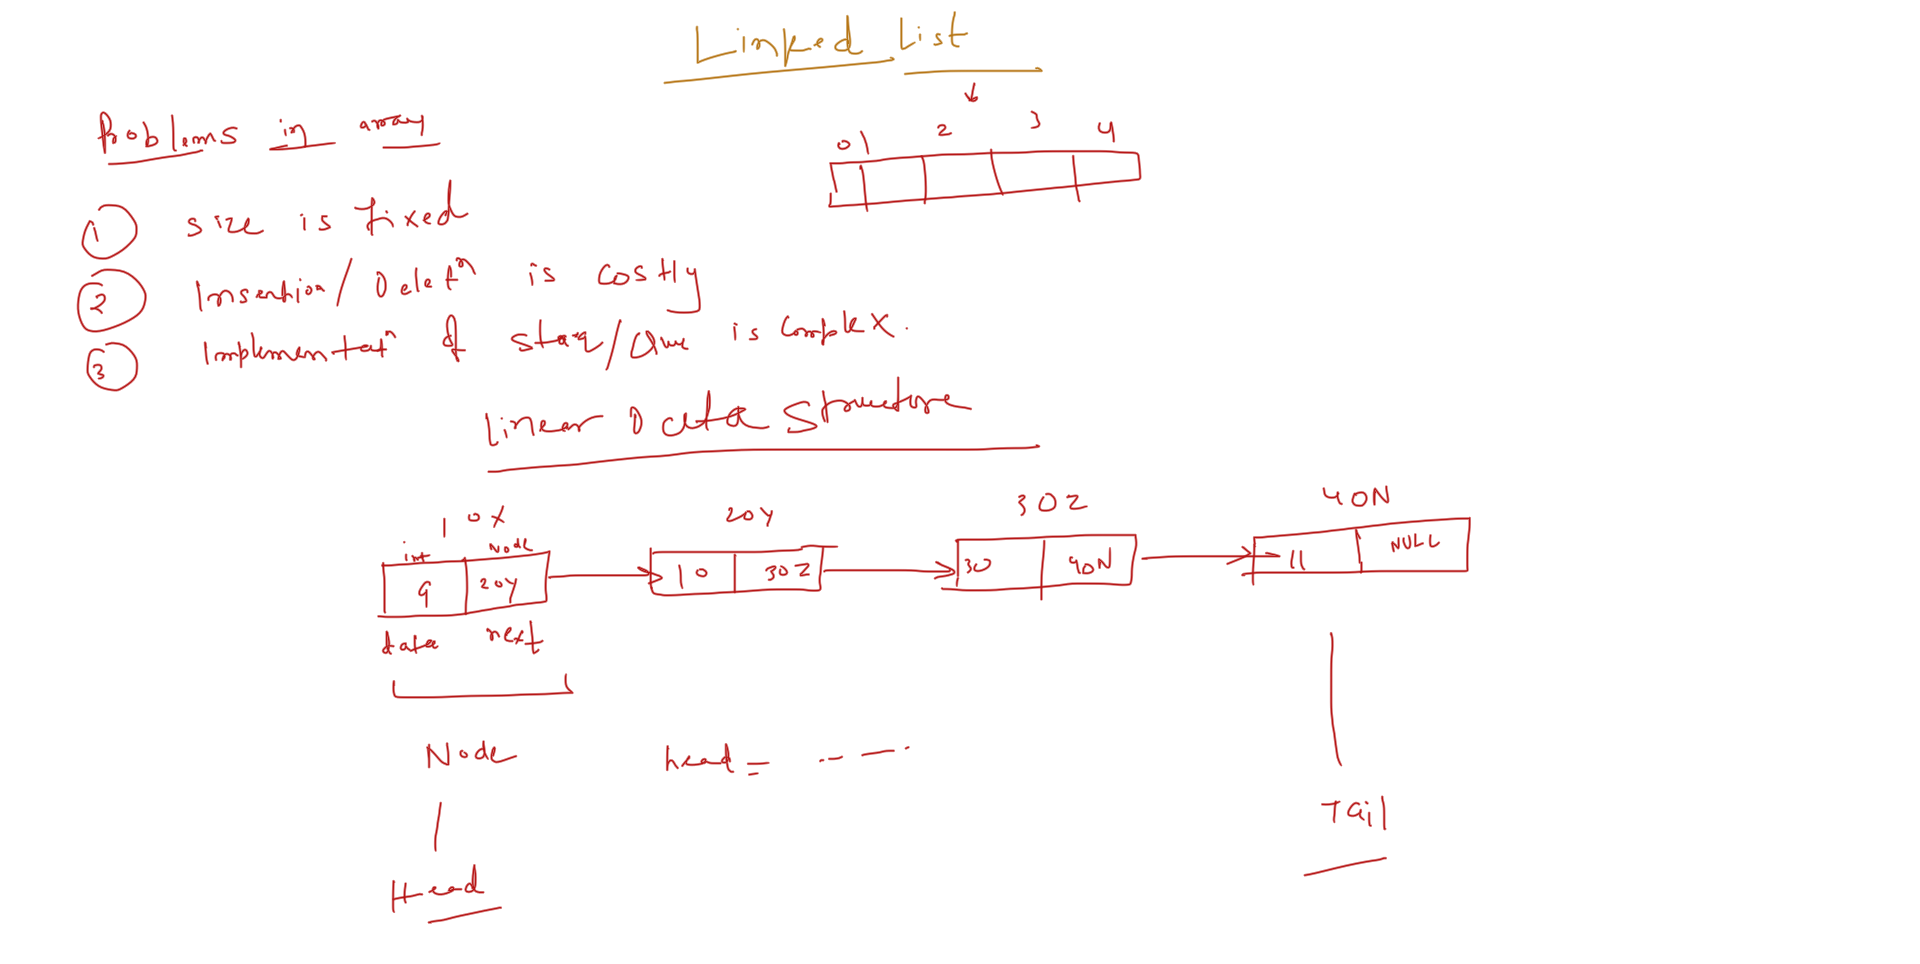 Linked List
Problems in array
0 1 2 3 4
① size is fixed
② Insertion/Deletⁿ is costly
③ Implementatⁿ of is complex.
Linear Data Structure
10X 20Y 30Z 40N
int Node
9 20Y 10 30Z 30 40N 11 NULL
data next
Node head = -- —·
Tail
Head